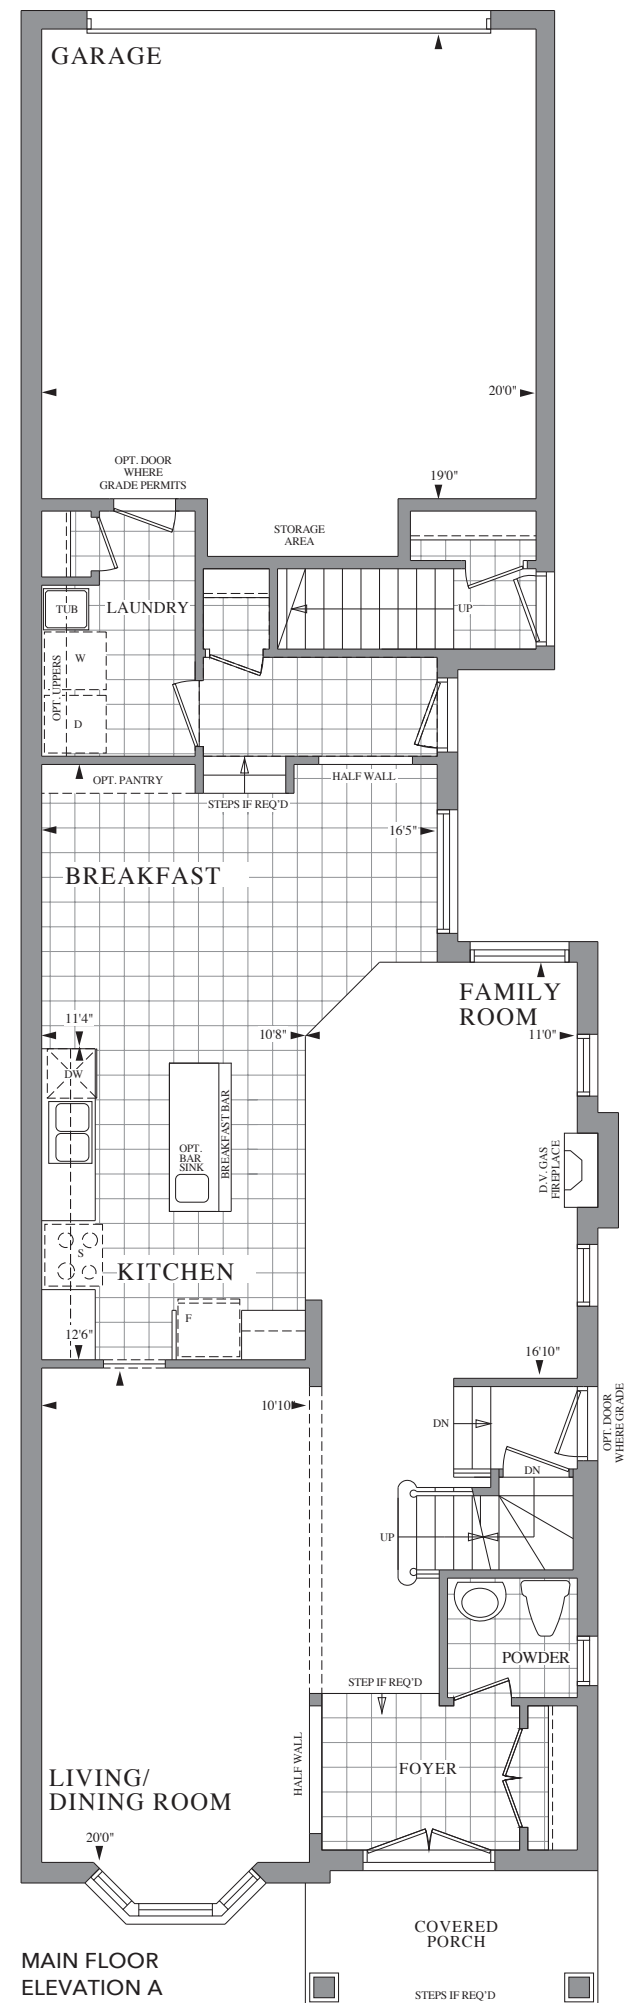 GARAGE
20'0"
OPT. DOOR
WHERE
GRADE PERMITS
19'0"
STORAGE
AREA
TUB
LAUNDRY
UP
W
OPT. UPPERS
D
OPT. PANTRY
STEPS IF REQ'D
HALF WALL
16'5"
BREAKFAST
FAMILY
ROOM
11'4"
10'8"
11'0"
DW
BREAKFAST BAR
OPT.
BAR
SINK
D.V. GAS
FIREPLACE
S
KITCHEN
F
12'6"
16'10"
10'10"
OPT. DOOR
WHERE GRADE
DN
DN
UP
POWDER
STEP IF REQ'D
HALF WALL
FOYER
LIVING/
DINING ROOM
20'0"
COVERED
PORCH
MAIN FLOOR
ELEVATION A
STEPS IF REQ'D